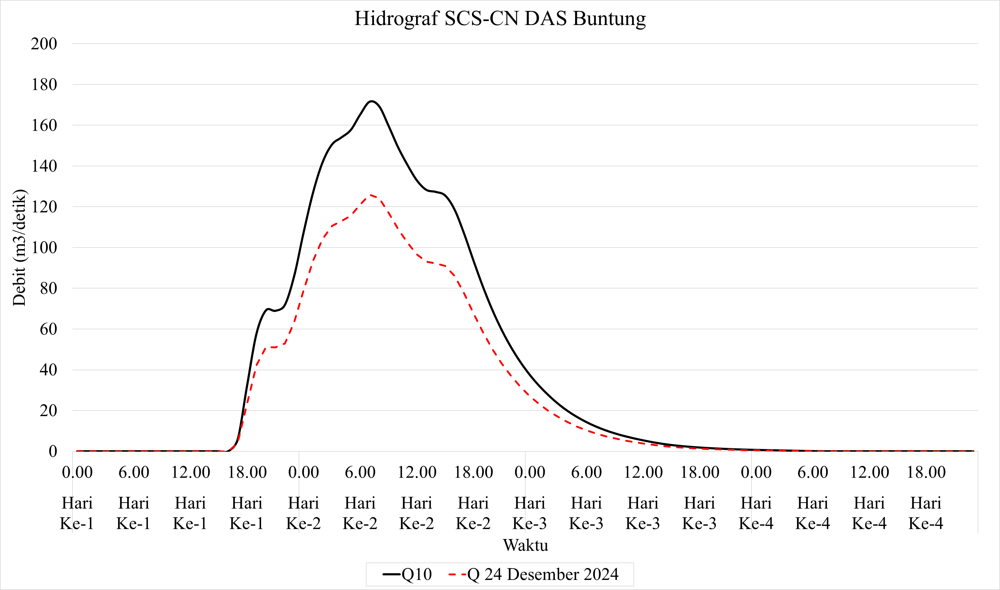 Hidrograf SCS-CN DAS Buntung
200
180
160
140
120
100
80
60
40
20
0
Debit (m3/detik)
0.00 6.00 12.00 18.00 0.00 6.00 12.00 18.00 0.00 6.00 12.00 18.00 0.00 6.00 12.00 18.00
Hari Hari Hari Hari Hari Hari Hari Hari Hari Hari Hari Hari Hari Hari Hari Hari
Ke-1 Ke-1 Ke-1 Ke-1 Ke-2 Ke-2 Ke-2 Ke-2 Ke-3 Ke-3 Ke-3 Ke-3 Ke-4 Ke-4 Ke-4 Ke-4
Waktu
Q10 Q 24 Desember 2024